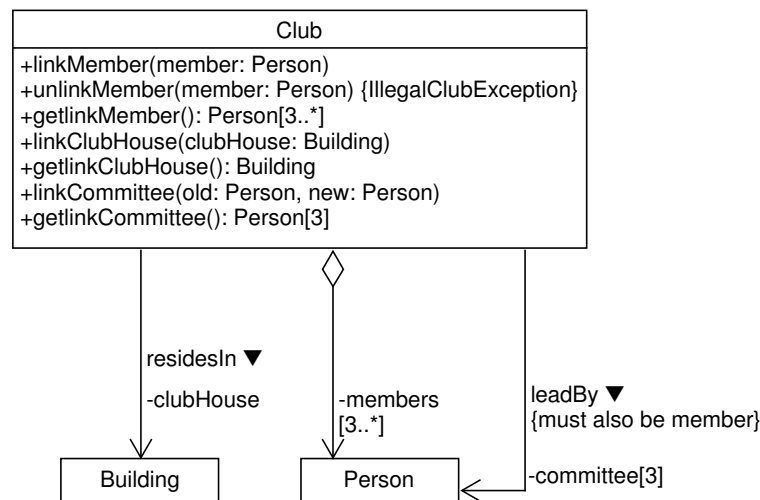 Club
+linkMember(member: Person)
+unlinkMember(member: Person) {IllegalClubException}
+getlinkMember(): Person[3..*]
+linkClubHouse(clubHouse: Building)
+getlinkClubHouse(): Building
+linkCommittee(old: Person, new: Person)
+getlinkCommittee(): Person[3]
residesIn ▼
-clubHouse
-members
[3..*]
leadBy ▼
{must also be member}
-committee[3]
Building
Person